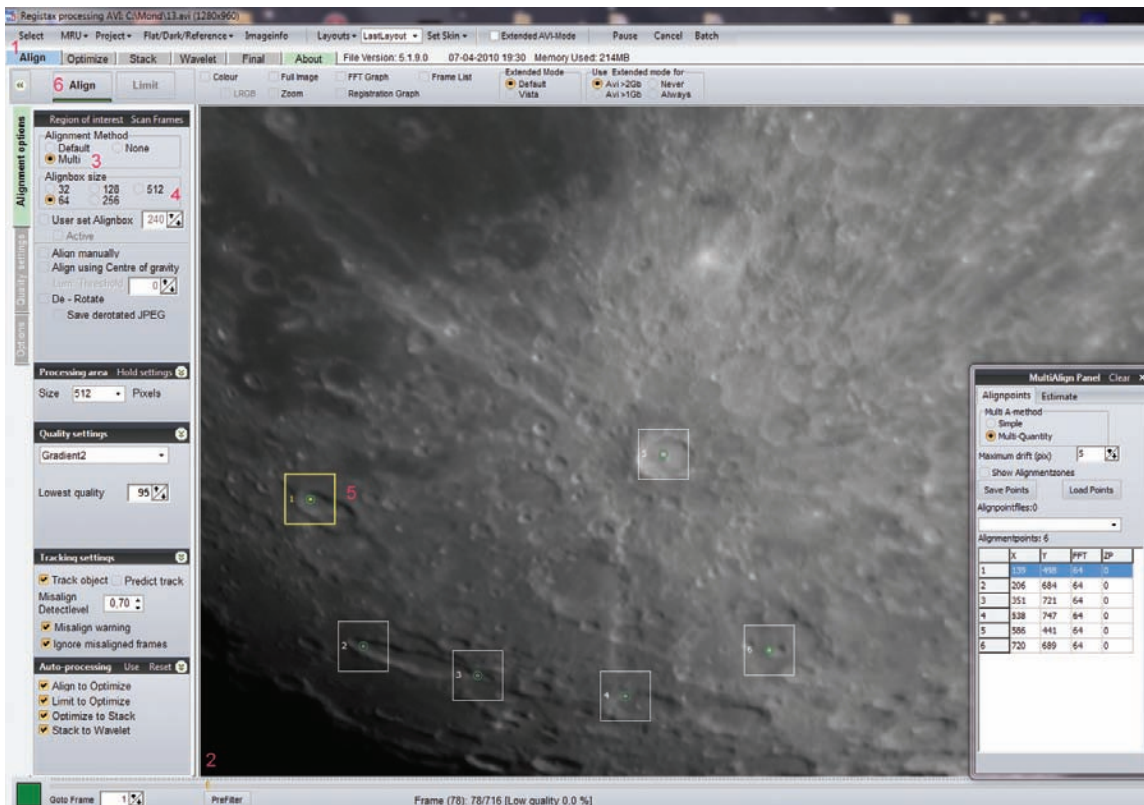 Registax processing AVI: C:\Mond\13.avi (1280x960)
Select MRU Project Flat/Dark/Reference Imageinfo Layouts LastLayout Set Skin Extended AVI-Mode Pause Cancel Batch
1
Align Optimize Stack Wavelet Final About File Version: 5.1.9.0 07-04-2010 19:30 Memory Used: 214MB
« 6 Align Limit
Colour Full Image FFT Graph Frame List
LRGB Zoom Registration Graph
Extended Mode
Default
Vista
Use Extended mode for
Avi >2Gb Never
Avi >1Gb Always
Alignment options
Quality settings
Options
Region of interest Scan Frames
Alignment Method
Default None
Multi 3
Alignbox size
32 128 512 4
64 256
User set Alignbox 240
Active
Align manually
Align using Centre of gravity
Lum Threshold 0
De - Rotate
Save derotated JPEG
Processing area Hold settings
Size 512 Pixels
Quality settings
Gradient2
Lowest quality 95
Tracking settings
Track object Predict track
Misalign
Detectlevel 0,70
Misalign warning
Ignore misaligned frames
Auto-processing Use Reset
Align to Optimize
Limit to Optimize
Optimize to Stack
Stack to Wavelet
5
1 5
2
3
4
6
2
MultiAlign Panel Clear ×
Alignpoints Estimate
Multi A-method
Simple
Multi-Quantity
Maximum drift (pix) 5
Show Alignmentzones
Save Points Load Points
Alignpointfiles:0
Alignmentpoints: 6
X Y FFT ZP
1 64 0
2 206 684 64 0
3 351 721 64 0
4 538 747 64 0
5 586 441 64 0
6 720 689 64 0
Goto Frame 1 PreFilter Frame (78): 78/716 [Low quality 0.0 %]